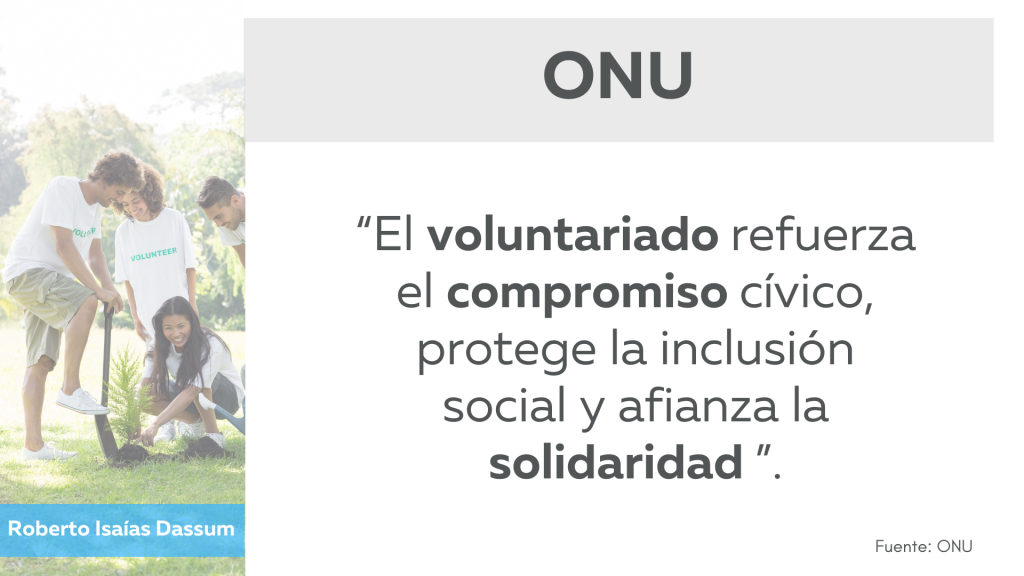 ONU
“El voluntariado refuerza
el compromiso cívico,
protege la inclusión
social y afianza la
solidaridad ”.
VOLUNTEER
Roberto Isaías Dassum
Fuente: ONU